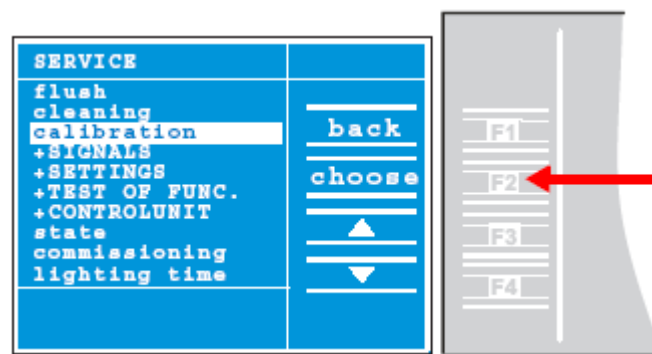 SERVICE
flush
cleaning
calibration
+SIGNALS
+SETTINGS
+TEST OF FUNC.
+CONTROLUNIT
state
commissioning
lighting time
back
choose
F1
F2
F3
F4